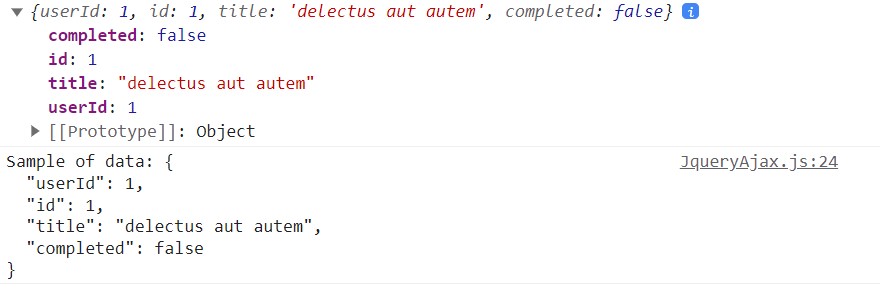 ▼ {userId: 1, id: 1, title: 'delectus aut autem', completed: false} i
completed: false
id: 1
title: "delectus aut autem"
userId: 1
▶ [[Prototype]]: Object
Sample of data: { JqueryAjax.js:24
"userId": 1,
"id": 1,
"title": "delectus aut autem",
"completed": false
}